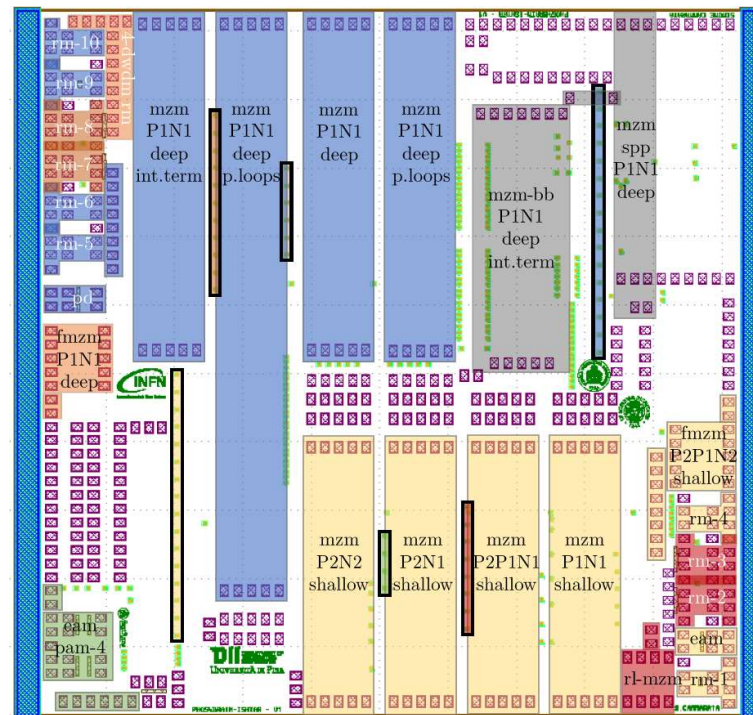 rm-10
rm-9
rm-8
rm-7
rm-6
rm-5
4-dwdm-rm
pd
mzm
P1N1
deep
int.term
mzm
P1N1
deep
p.loops
mzm
P1N1
deep
mzm
P1N1
deep
p.loops
mzm-bb
P1N1
deep
int.term
mzm
spp
P1N1
deep
fmzm
P1N1
deep
INFN
mzm
P2N2
shallow
mzm
P2N1
shallow
mzm
P2P1N1
shallow
mzm
P1N1
shallow
fmzm
P2P1N2
shallow
rm-4
rm-3
rm-2
eam
rm-1
rl-mzm
eam
pam-4
UNIVERSITÀ DI PISA